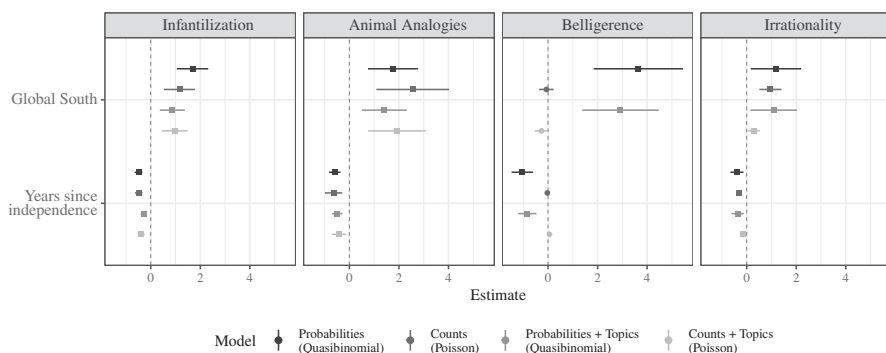 Infantilization Animal Analogies Belligerence Irrationality
Global South
Years since
independence
0 2 4 0 2 4 0 2 4 0 2 4
Estimate
Model Probabilities (Quasibinomial) Counts (Poisson) Probabilities + Topics (Quasibinomial) Counts + Topics (Poisson)